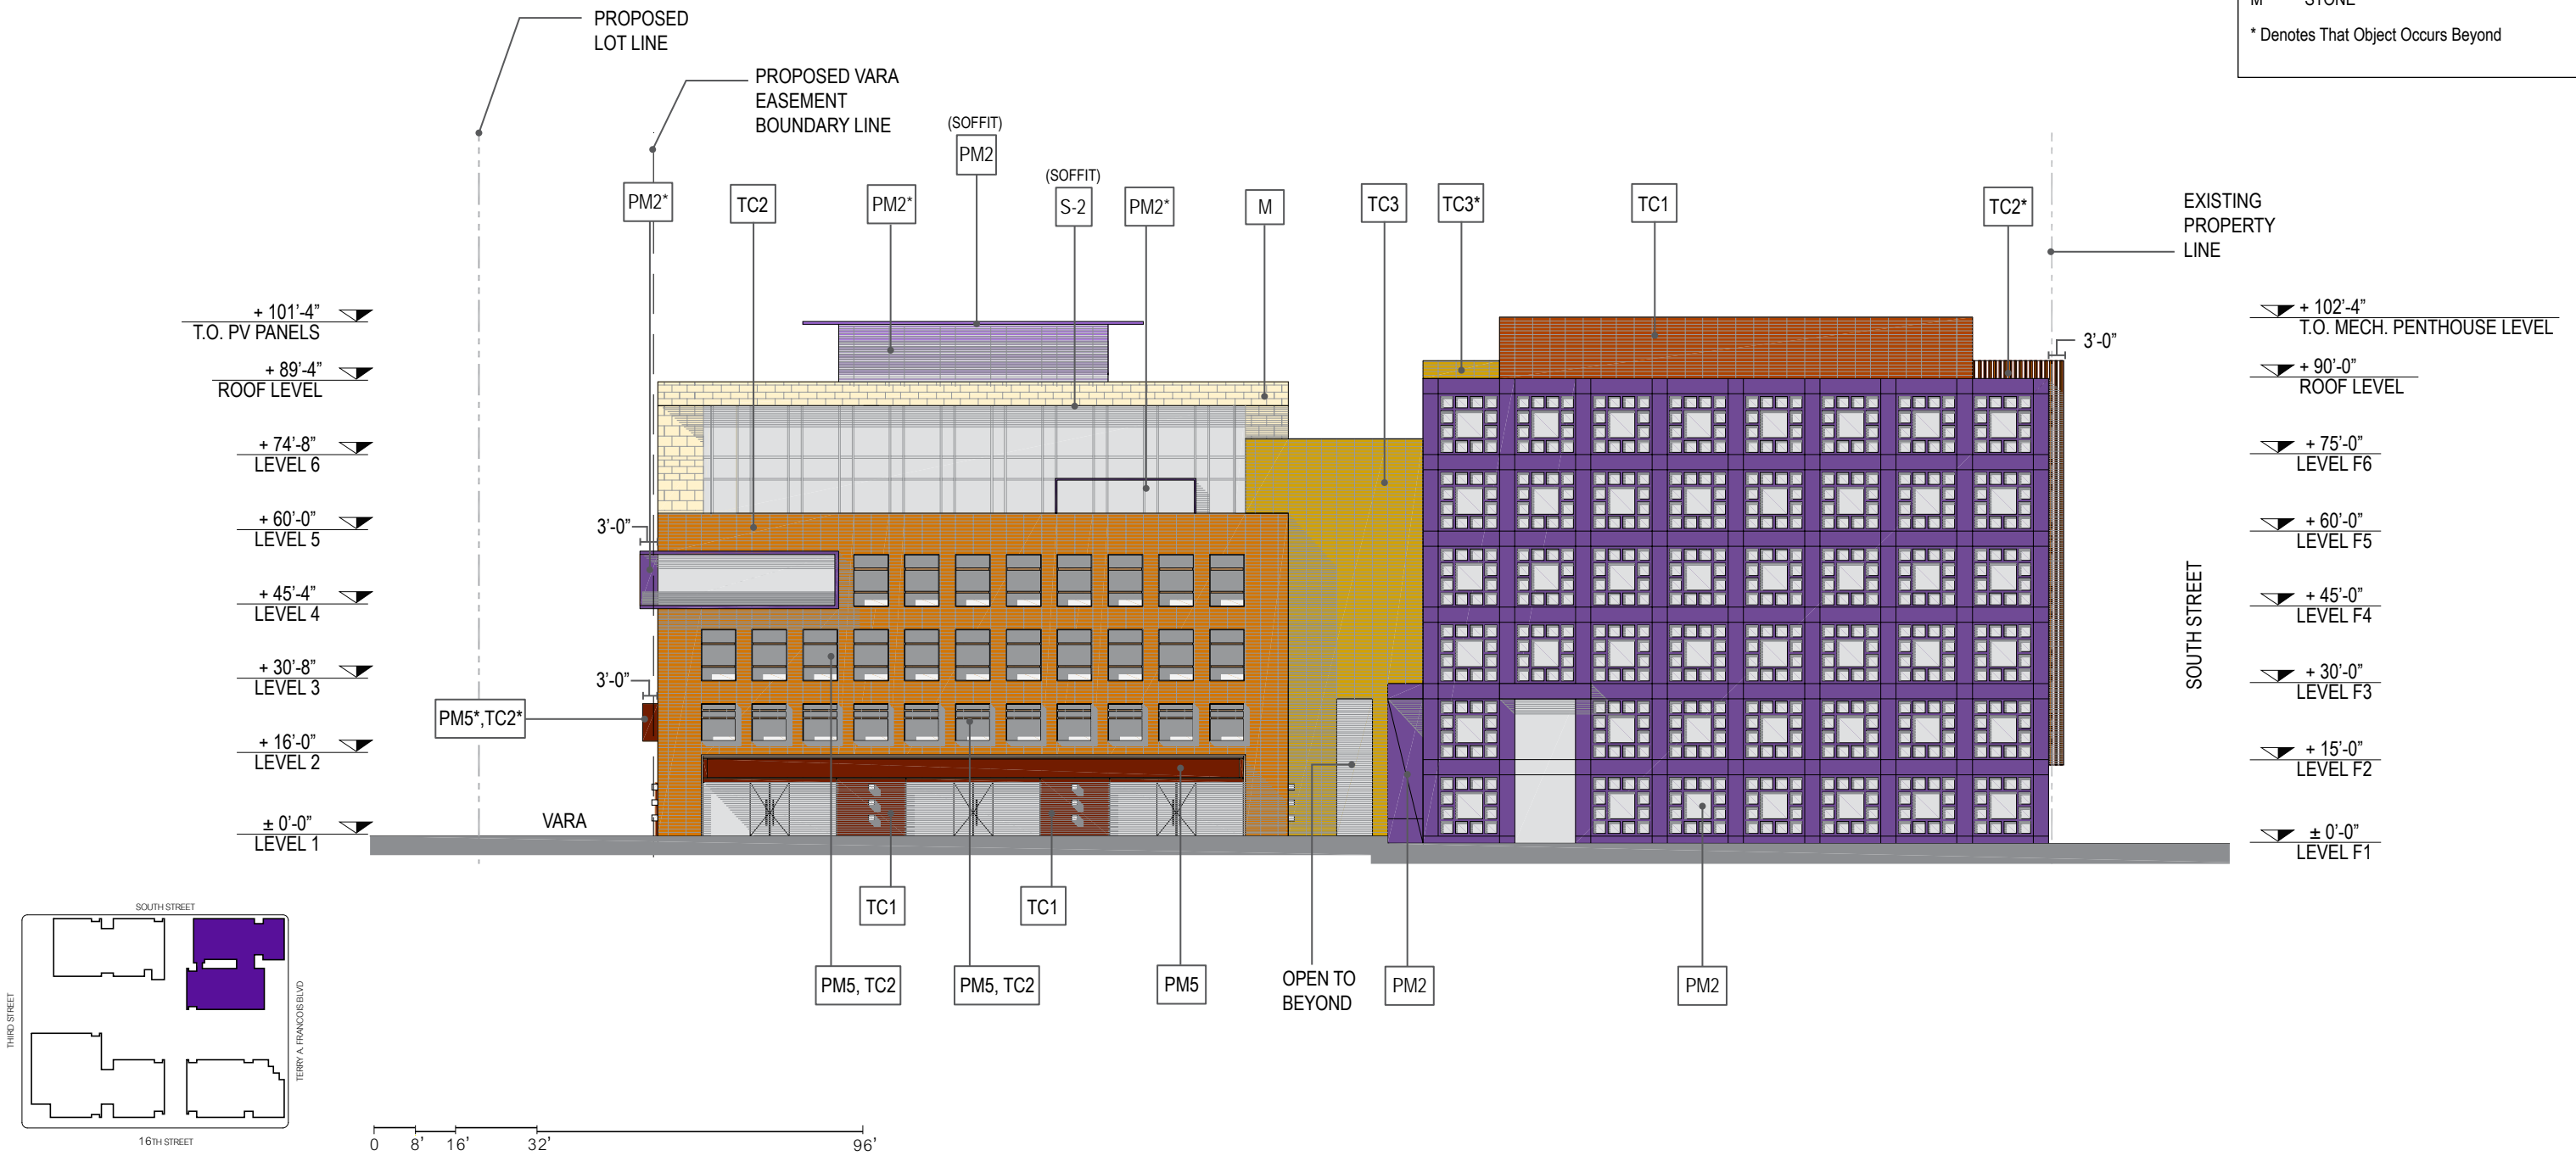 M STONE
* Denotes That Object Occurs Beyond
PROPOSED
LOT LINE
PROPOSED VARA
EASEMENT
BOUNDARY LINE
(SOFFIT)
PM2
(SOFFIT)
PM2*
TC2
PM2*
S-2
PM2*
M
TC3
TC3*
TC1
TC2*
EXISTING
PROPERTY
LINE
+ 101'-4"
T.O. PV PANELS
+ 89'-4"
ROOF LEVEL
+ 74'-8"
LEVEL 6
+ 60'-0"
LEVEL 5
+ 45'-4"
LEVEL 4
+ 30'-8"
LEVEL 3
+ 16'-0"
LEVEL 2
± 0'-0"
LEVEL 1
3'-0"
3'-0"
PM5*,TC2*
VARA
3'-0"
+ 102'-4"
T.O. MECH. PENTHOUSE LEVEL
+ 90'-0"
ROOF LEVEL
+ 75'-0"
LEVEL F6
+ 60'-0"
LEVEL F5
+ 45'-0"
LEVEL F4
+ 30'-0"
LEVEL F3
+ 15'-0"
LEVEL F2
± 0'-0"
LEVEL F1
SOUTH STREET
TC1
TC1
PM5, TC2
PM5, TC2
PM5
OPEN TO
BEYOND
PM2
PM2
SOUTH STREET
THIRD STREET
TERRY A. FRANCOIS BLVD
16TH STREET
0 8' 16' 32' 96'